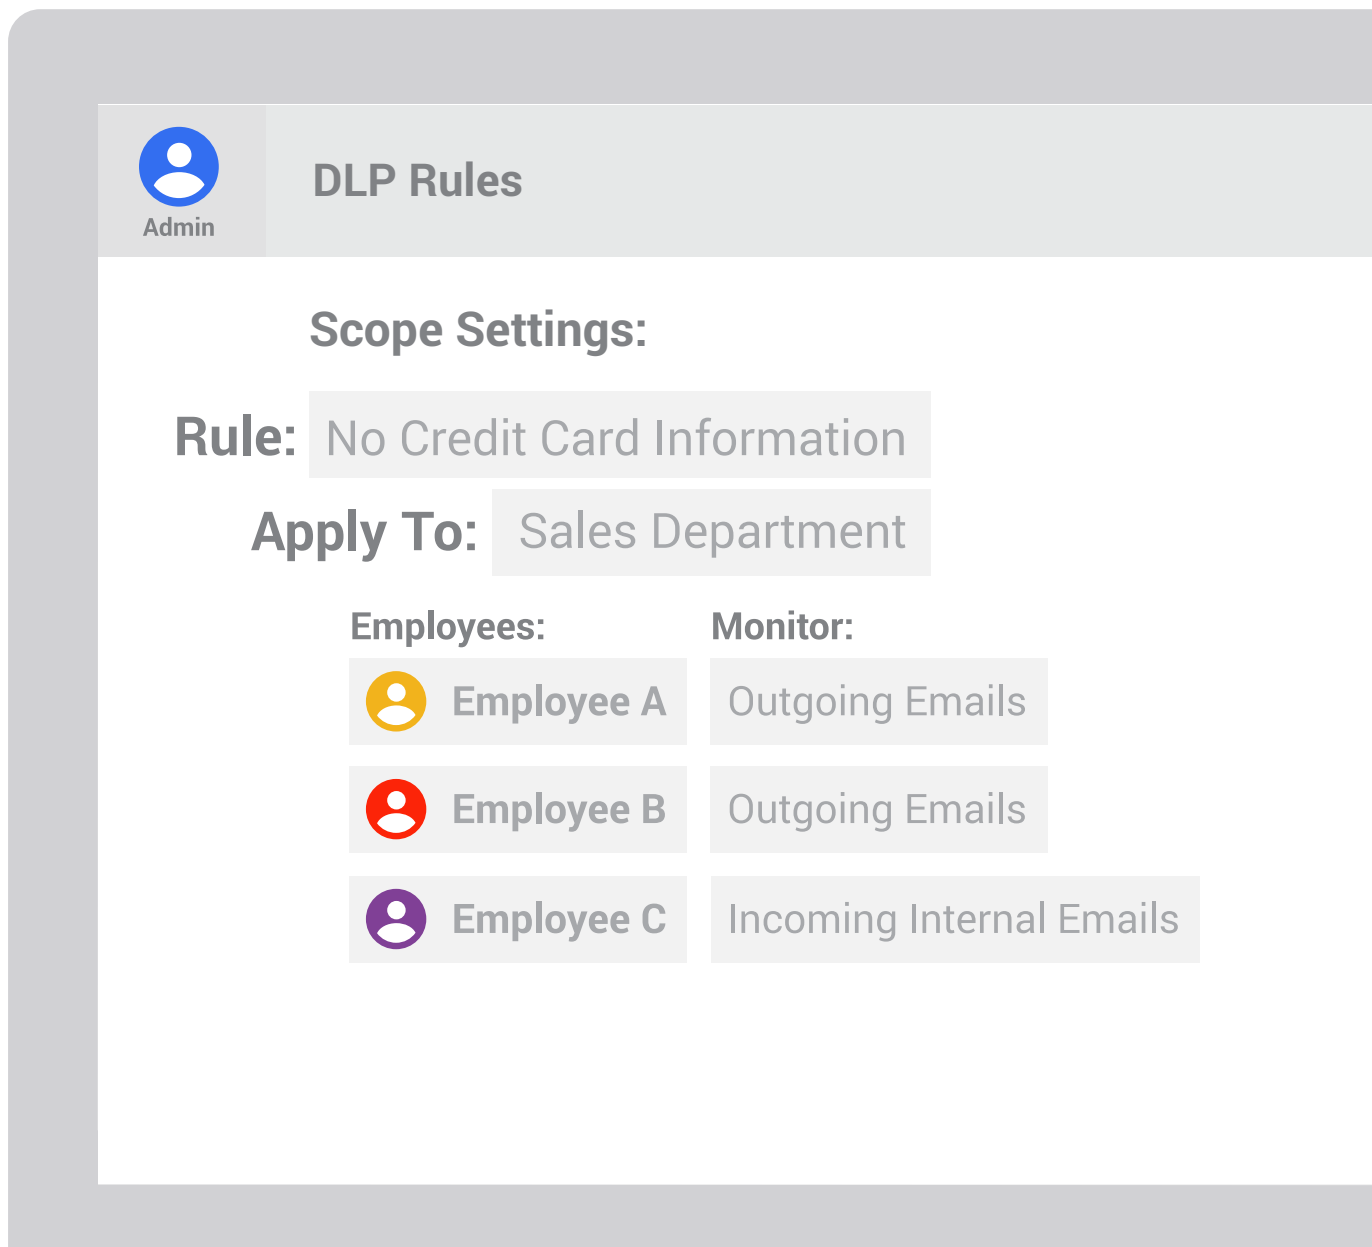 Admin
DLP Rules
Scope Settings:
Rule: No Credit Card Information
Apply To: Sales Department
Employees: Monitor:
Employee A Outgoing Emails
Employee B Outgoing Emails
Employee C Incoming Internal Emails